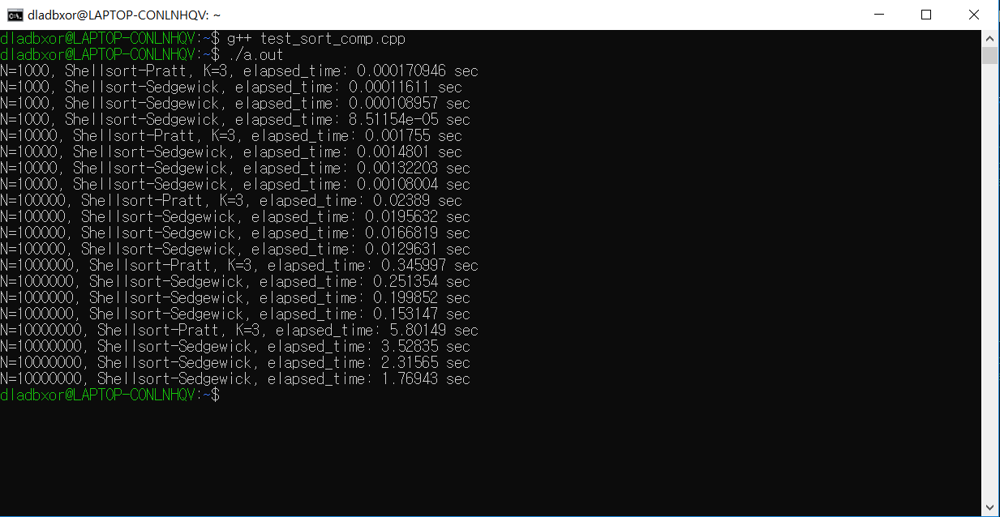 dladbxor@LAPTOP-CONLNHQV: ~
dladbxor@LAPTOP-CONLNHQV:~$ g++ test_sort_comp.cpp
dladbxor@LAPTOP-CONLNHQV:~$ ./a.out
N=1000, Shellsort-Pratt, K=3, elapsed_time: 0.000170946 sec
N=1000, Shellsort-Sedgewick, elapsed_time: 0.00011611 sec
N=1000, Shellsort-Sedgewick, elapsed_time: 0.000108957 sec
N=1000, Shellsort-Sedgewick, elapsed_time: 8.51154e-05 sec
N=10000, Shellsort-Pratt, K=3, elapsed_time: 0.001755 sec
N=10000, Shellsort-Sedgewick, elapsed_time: 0.0014801 sec
N=10000, Shellsort-Sedgewick, elapsed_time: 0.00132203 sec
N=10000, Shellsort-Sedgewick, elapsed_time: 0.00108004 sec
N=100000, Shellsort-Pratt, K=3, elapsed_time: 0.02389 sec
N=100000, Shellsort-Sedgewick, elapsed_time: 0.0195632 sec
N=100000, Shellsort-Sedgewick, elapsed_time: 0.0166819 sec
N=100000, Shellsort-Sedgewick, elapsed_time: 0.0129631 sec
N=1000000, Shellsort-Pratt, K=3, elapsed_time: 0.345997 sec
N=1000000, Shellsort-Sedgewick, elapsed_time: 0.251354 sec
N=1000000, Shellsort-Sedgewick, elapsed_time: 0.199852 sec
N=1000000, Shellsort-Sedgewick, elapsed_time: 0.153147 sec
N=10000000, Shellsort-Pratt, K=3, elapsed_time: 5.80149 sec
N=10000000, Shellsort-Sedgewick, elapsed_time: 3.52835 sec
N=10000000, Shellsort-Sedgewick, elapsed_time: 2.31565 sec
N=10000000, Shellsort-Sedgewick, elapsed_time: 1.76943 sec
dladbxor@LAPTOP-CONLNHQV:~$